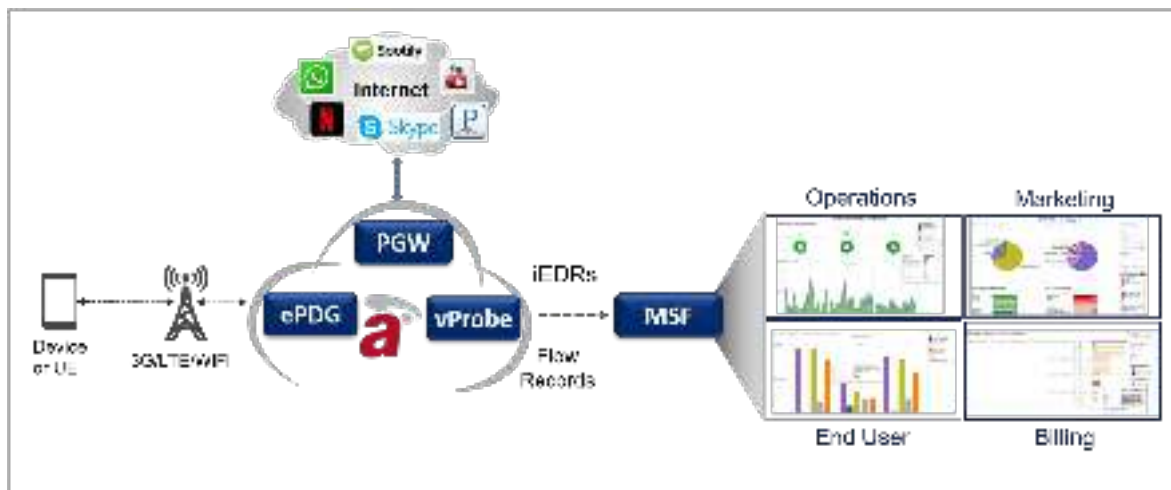 Spotify
Internet
Skype
Operations
Marketing
PGW
iEDRs
ePDG
a
vProbe
MSF
Device
or UE
3G/LTE/WiFi
Flow
Records
End User
Billing